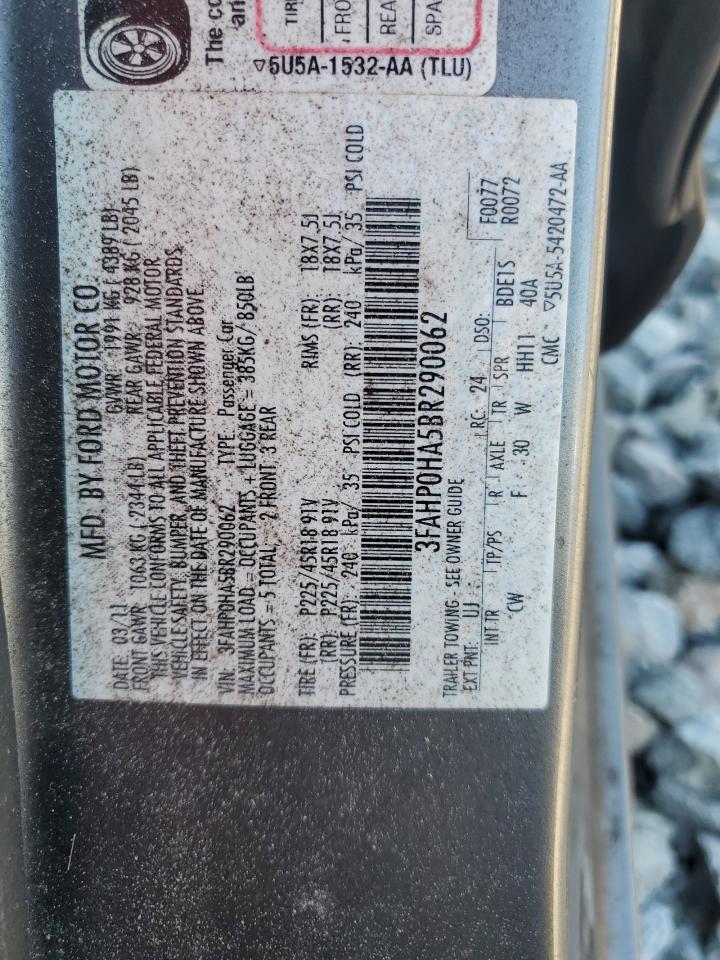 The co
an
TIR
FRO
REA
SPA
▽5U5A-1532-AA (TLU)
MFD. BY FORD MOTOR CO.
DATE: 03/11 GVWR: 1991 KG ( 4389 LB)
FRONT GAWR: 1063 KG ( 2344 LB) REAR GAWR: 928 KG ( 2045 LB)
THIS VEHICLE CONFORMS TO ALL APPLICABLE FEDERAL MOTOR
VEHICLE SAFETY, BUMPER, AND THEFT PREVENTION STANDARDS
IN EFFECT ON THE DATE OF MANUFACTURE SHOWN ABOVE.
VIN: 3FAHP0HA5BR290062 TYPE: Passenger Car
MAXIMUM LOAD = OCCUPANTS + LUGGAGE = 385KG/ 850LB
OCCUPANTS = 5 TOTAL, 2 FRONT 3 REAR
TIRE (FR): P225/45R18 91V RIMS (FR): 18X7.5J
(RR): P225/45R18 91V (RR): 18X7.5J
PRESSURE (FR): 240 kPa/ 35 PSI COLD (RR): 240 kPa/ 35 PSI COLD
3FAHP0HA5BR290062
TRAILER TOWING - SEE OWNER GUIDE F0077
EXT PNT: UJ RC: 24 DSO: R0072
INT TR TP/PS R AXLE TR SPR BDE1S
CW F 30 W HH11 40A
CMC ▽5U5A-5420472-AA